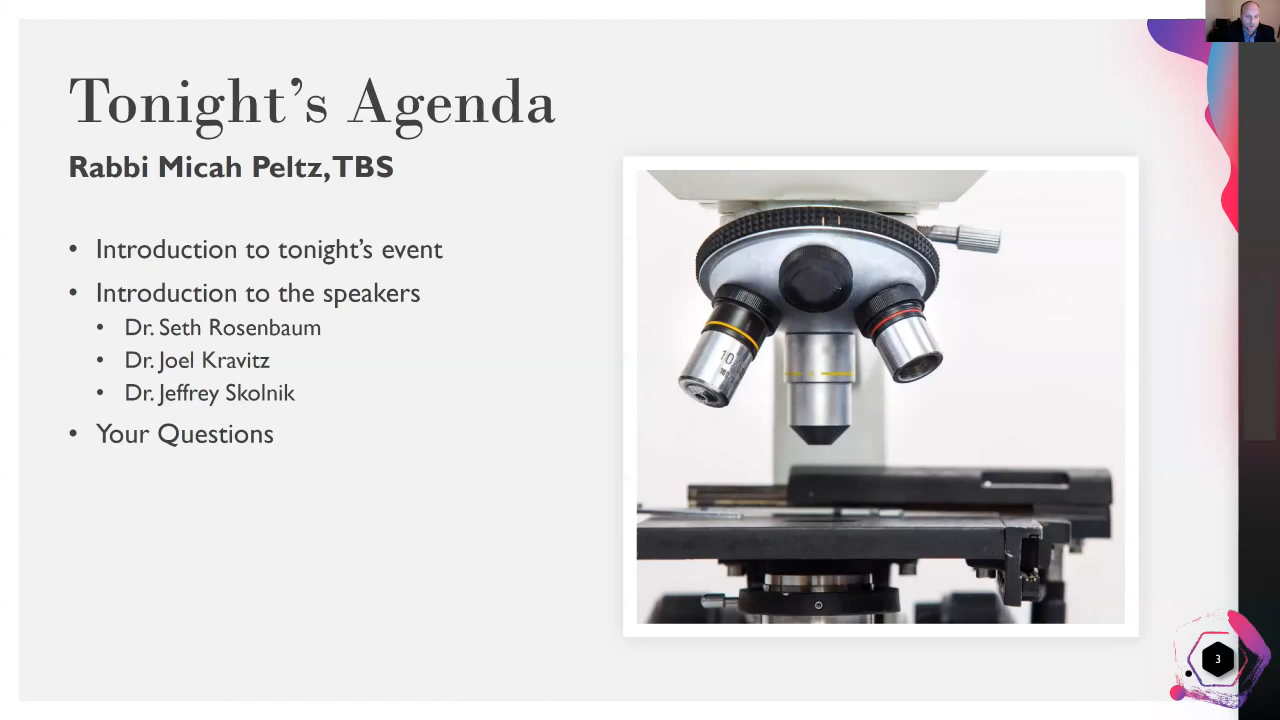 Tonight’s Agenda
Rabbi Micah Peltz, TBS
• Introduction to tonight’s event
• Introduction to the speakers
• Dr. Seth Rosenbaum
• Dr. Joel Kravitz
• Dr. Jeffrey Skolnik
• Your Questions
10
3